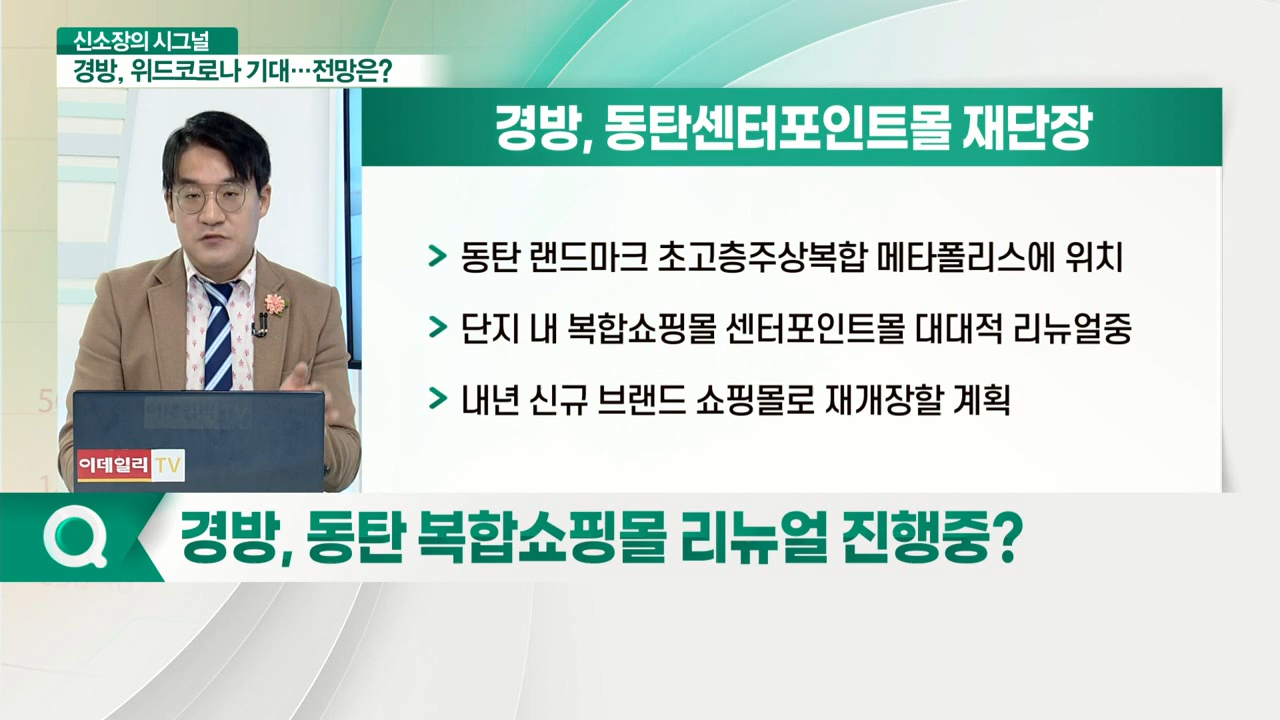 신소장의 시그널
경방, 위드코로나 기대…전망은?
경방, 동탄센터포인트몰 재단장
> 동탄 랜드마크 초고층주상복합 메타폴리스에 위치
> 단지 내 복합쇼핑몰 센터포인트몰 대대적 리뉴얼중
> 내년 신규 브랜드 쇼핑몰로 재개장할 계획
이데일리 TV
Q 경방, 동탄 복합쇼핑몰 리뉴얼 진행중?